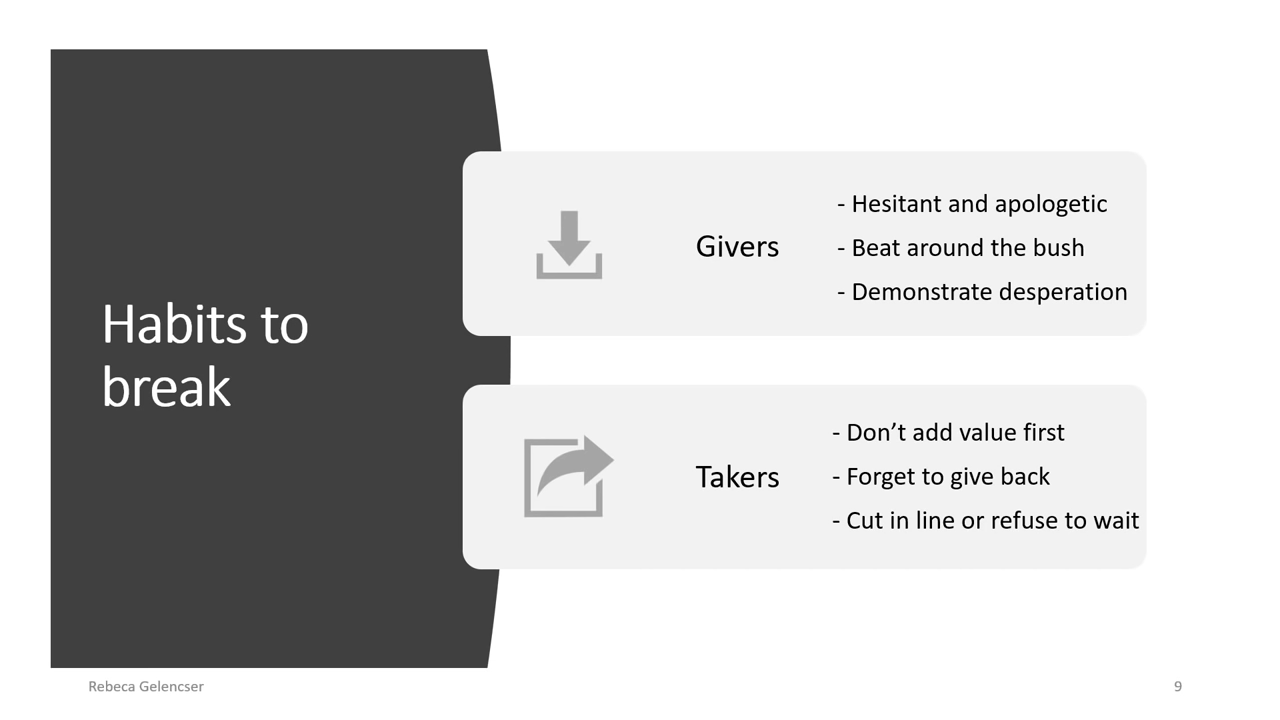 Habits to
break
Givers
- Hesitant and apologetic
- Beat around the bush
- Demonstrate desperation
Takers
- Don’t add value first
- Forget to give back
- Cut in line or refuse to wait
Rebeca Gelencser
9